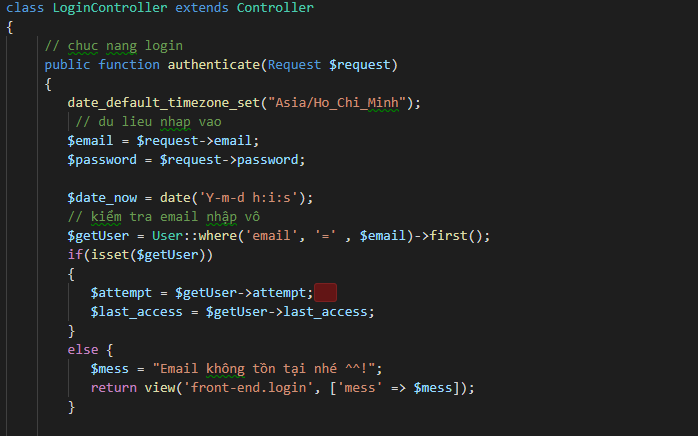 class LoginController extends Controller
{
// chuc nang login
public function authenticate(Request $request)
{
date_default_timezone_set("Asia/Ho_Chi_Minh");
// du lieu nhap vao
$email = $request->email;
$password = $request->password;
$date_now = date('Y-m-d h:i:s');
// kiểm tra email nhập vô
$getUser = User::where('email', '=' , $email)->first();
if(isset($getUser))
{
$attempt = $getUser->attempt;
$last_access = $getUser->last_access;
}
else {
$mess = "Email không tồn tại nhé ^^!";
return view('front-end.login', ['mess' => $mess]);
}